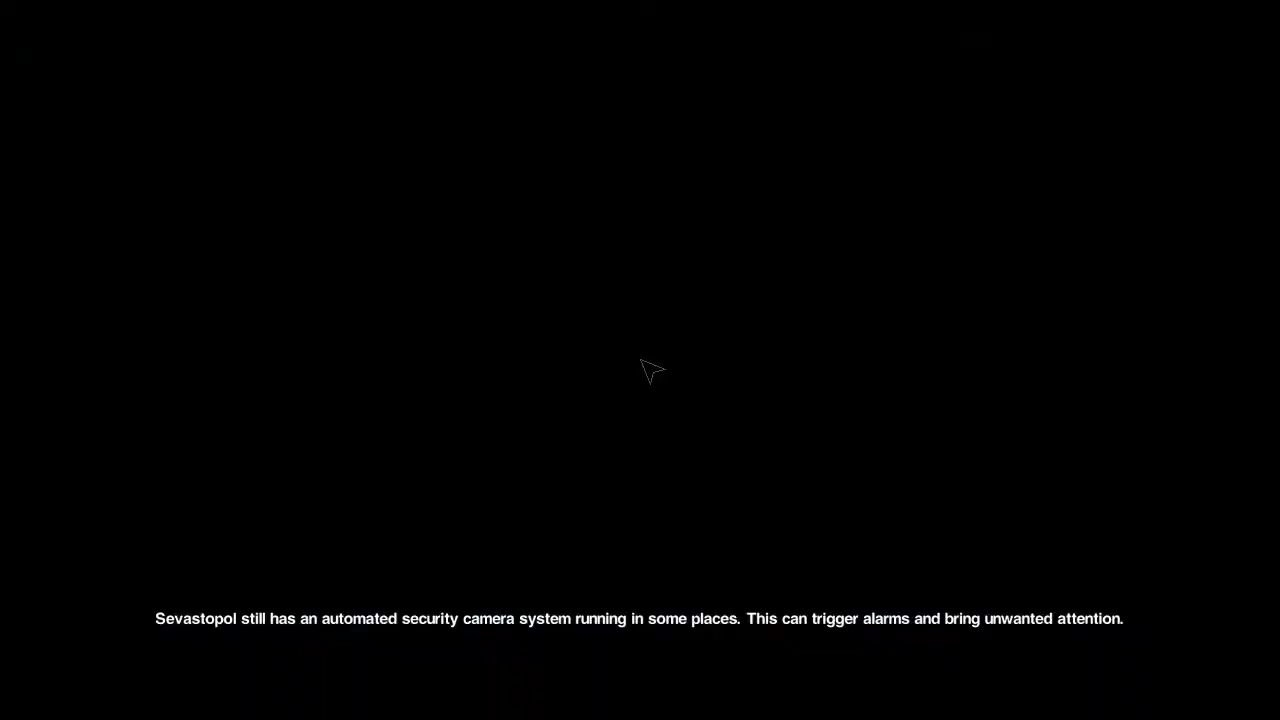 Sevastopol still has an automated security camera system running in some places. This can trigger alarms and bring unwanted attention.